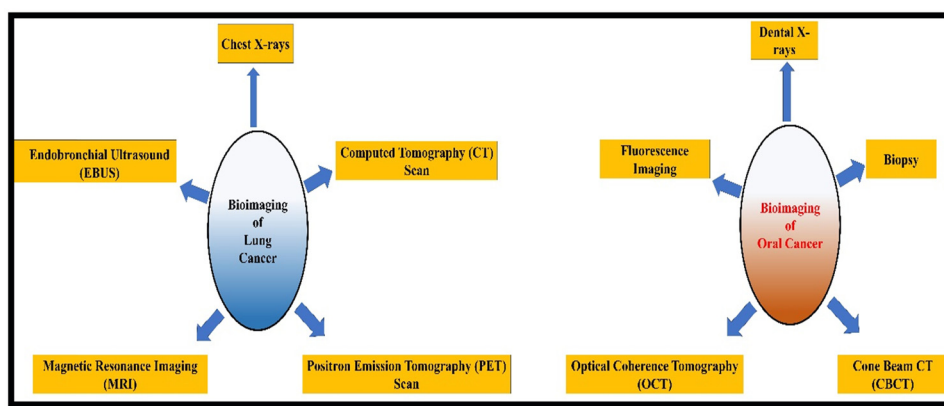 Chest X-rays
Endobronchial Ultrasound
(EBUS)
Computed Tomography (CT)
Scan
Bioimaging
of
Lung
Cancer
Magnetic Resonance Imaging
(MRI)
Positron Emission Tomography (PET)
Scan
Dental X-
rays
Fluorescence
Imaging
Biopsy
Bioimaging
of
Oral Cancer
Optical Coherence Tomography
(OCT)
Cone Beam CT
(CBCT)